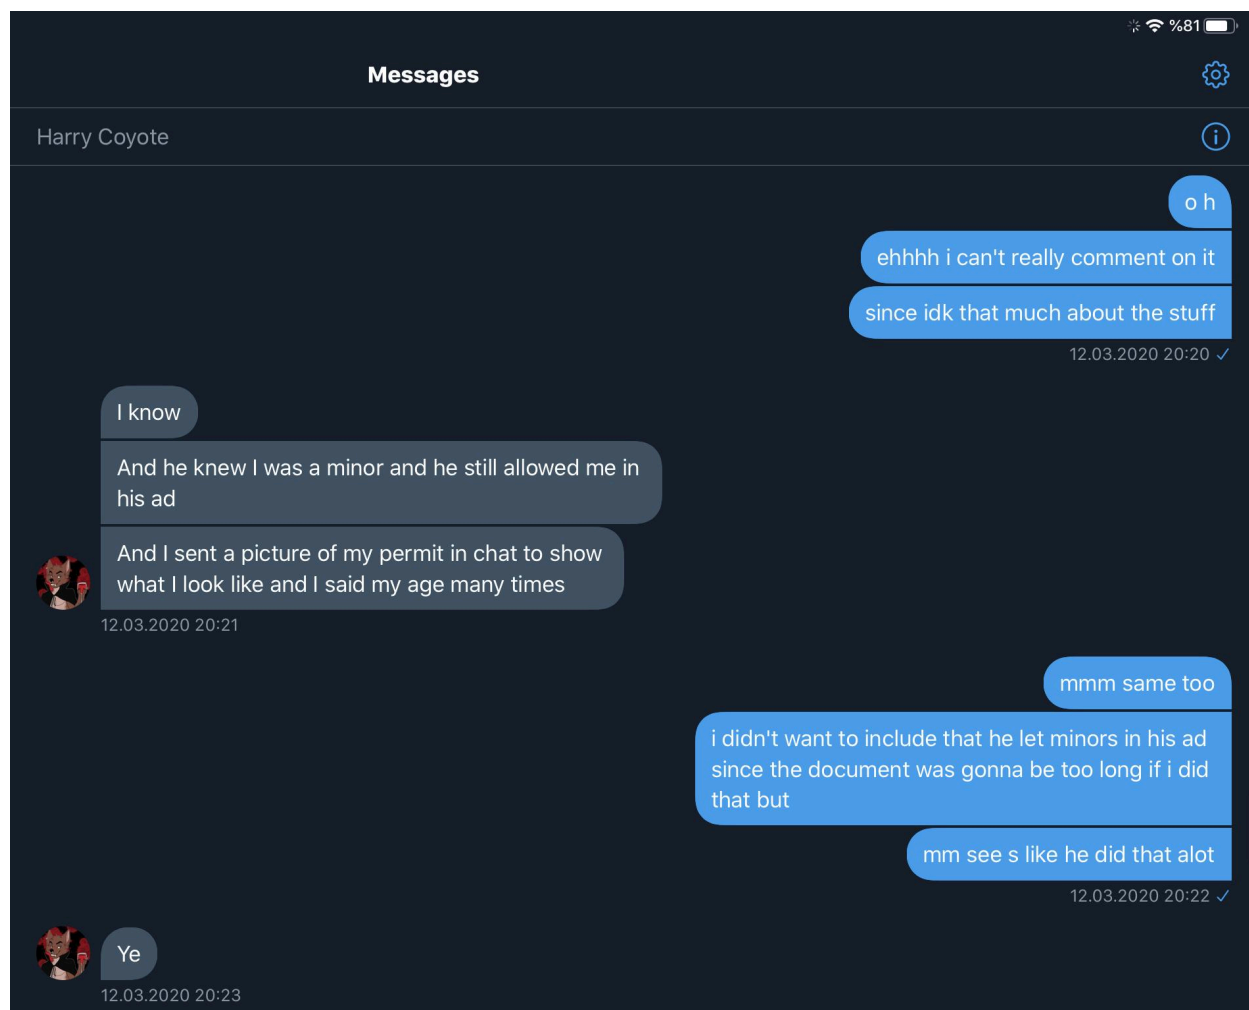 %81
Messages
Harry Coyote
o h
ehhhh i can't really comment on it
since idk that much about the stuff
12.03.2020 20:20
I know
And he knew I was a minor and he still allowed me in
his ad
And I sent a picture of my permit in chat to show
what I look like and I said my age many times
12.03.2020 20:21
mmm same too
i didn't want to include that he let minors in his ad
since the document was gonna be too long if i did
that but
mm see s like he did that alot
12.03.2020 20:22
Ye
12.03.2020 20:23